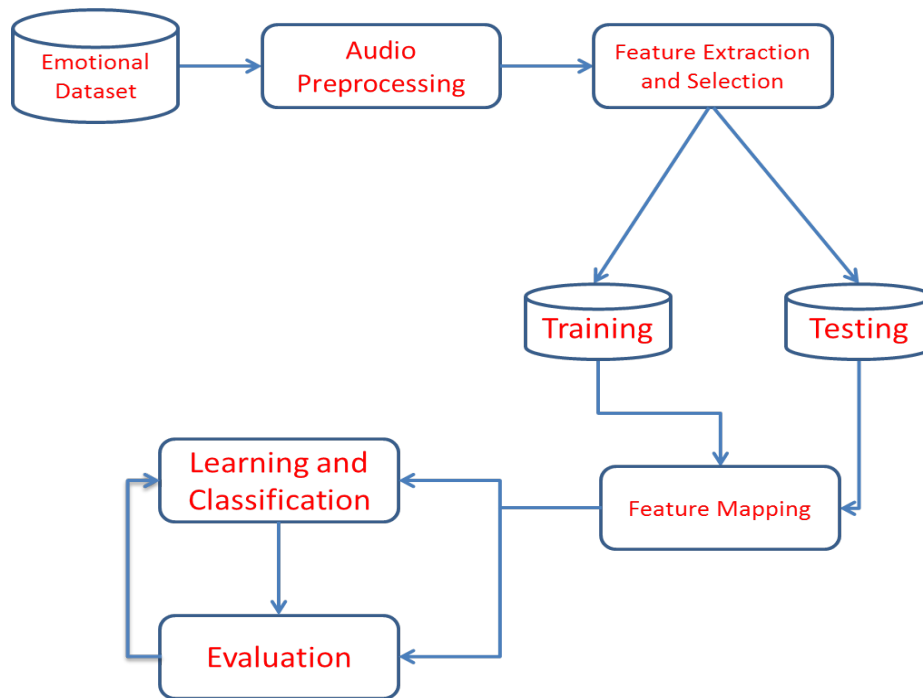 Emotional
Dataset
Audio
Preprocessing
Feature Extraction
and Selection
Training
Testing
Learning and
Classification
Feature Mapping
Evaluation